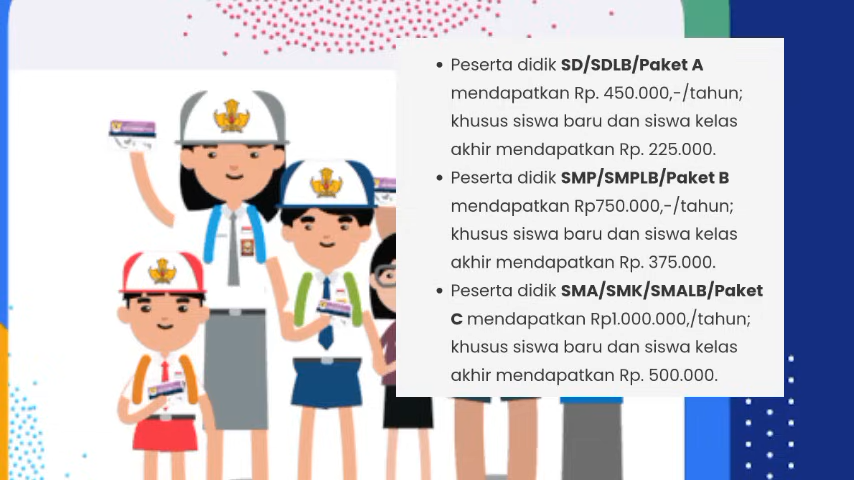 • Peserta didik SD/SDLB/Paket A
mendapatkan Rp. 450.000,-/tahun;
khusus siswa baru dan siswa kelas
akhir mendapatkan Rp. 225.000.
• Peserta didik SMP/SMPLB/Paket B
mendapatkan Rp750.000,-/tahun;
khusus siswa baru dan siswa kelas
akhir mendapatkan Rp. 375.000.
• Peserta didik SMA/SMK/SMALB/Paket
C mendapatkan Rp1.000.000,/tahun;
khusus siswa baru dan siswa kelas
akhir mendapatkan Rp. 500.000.